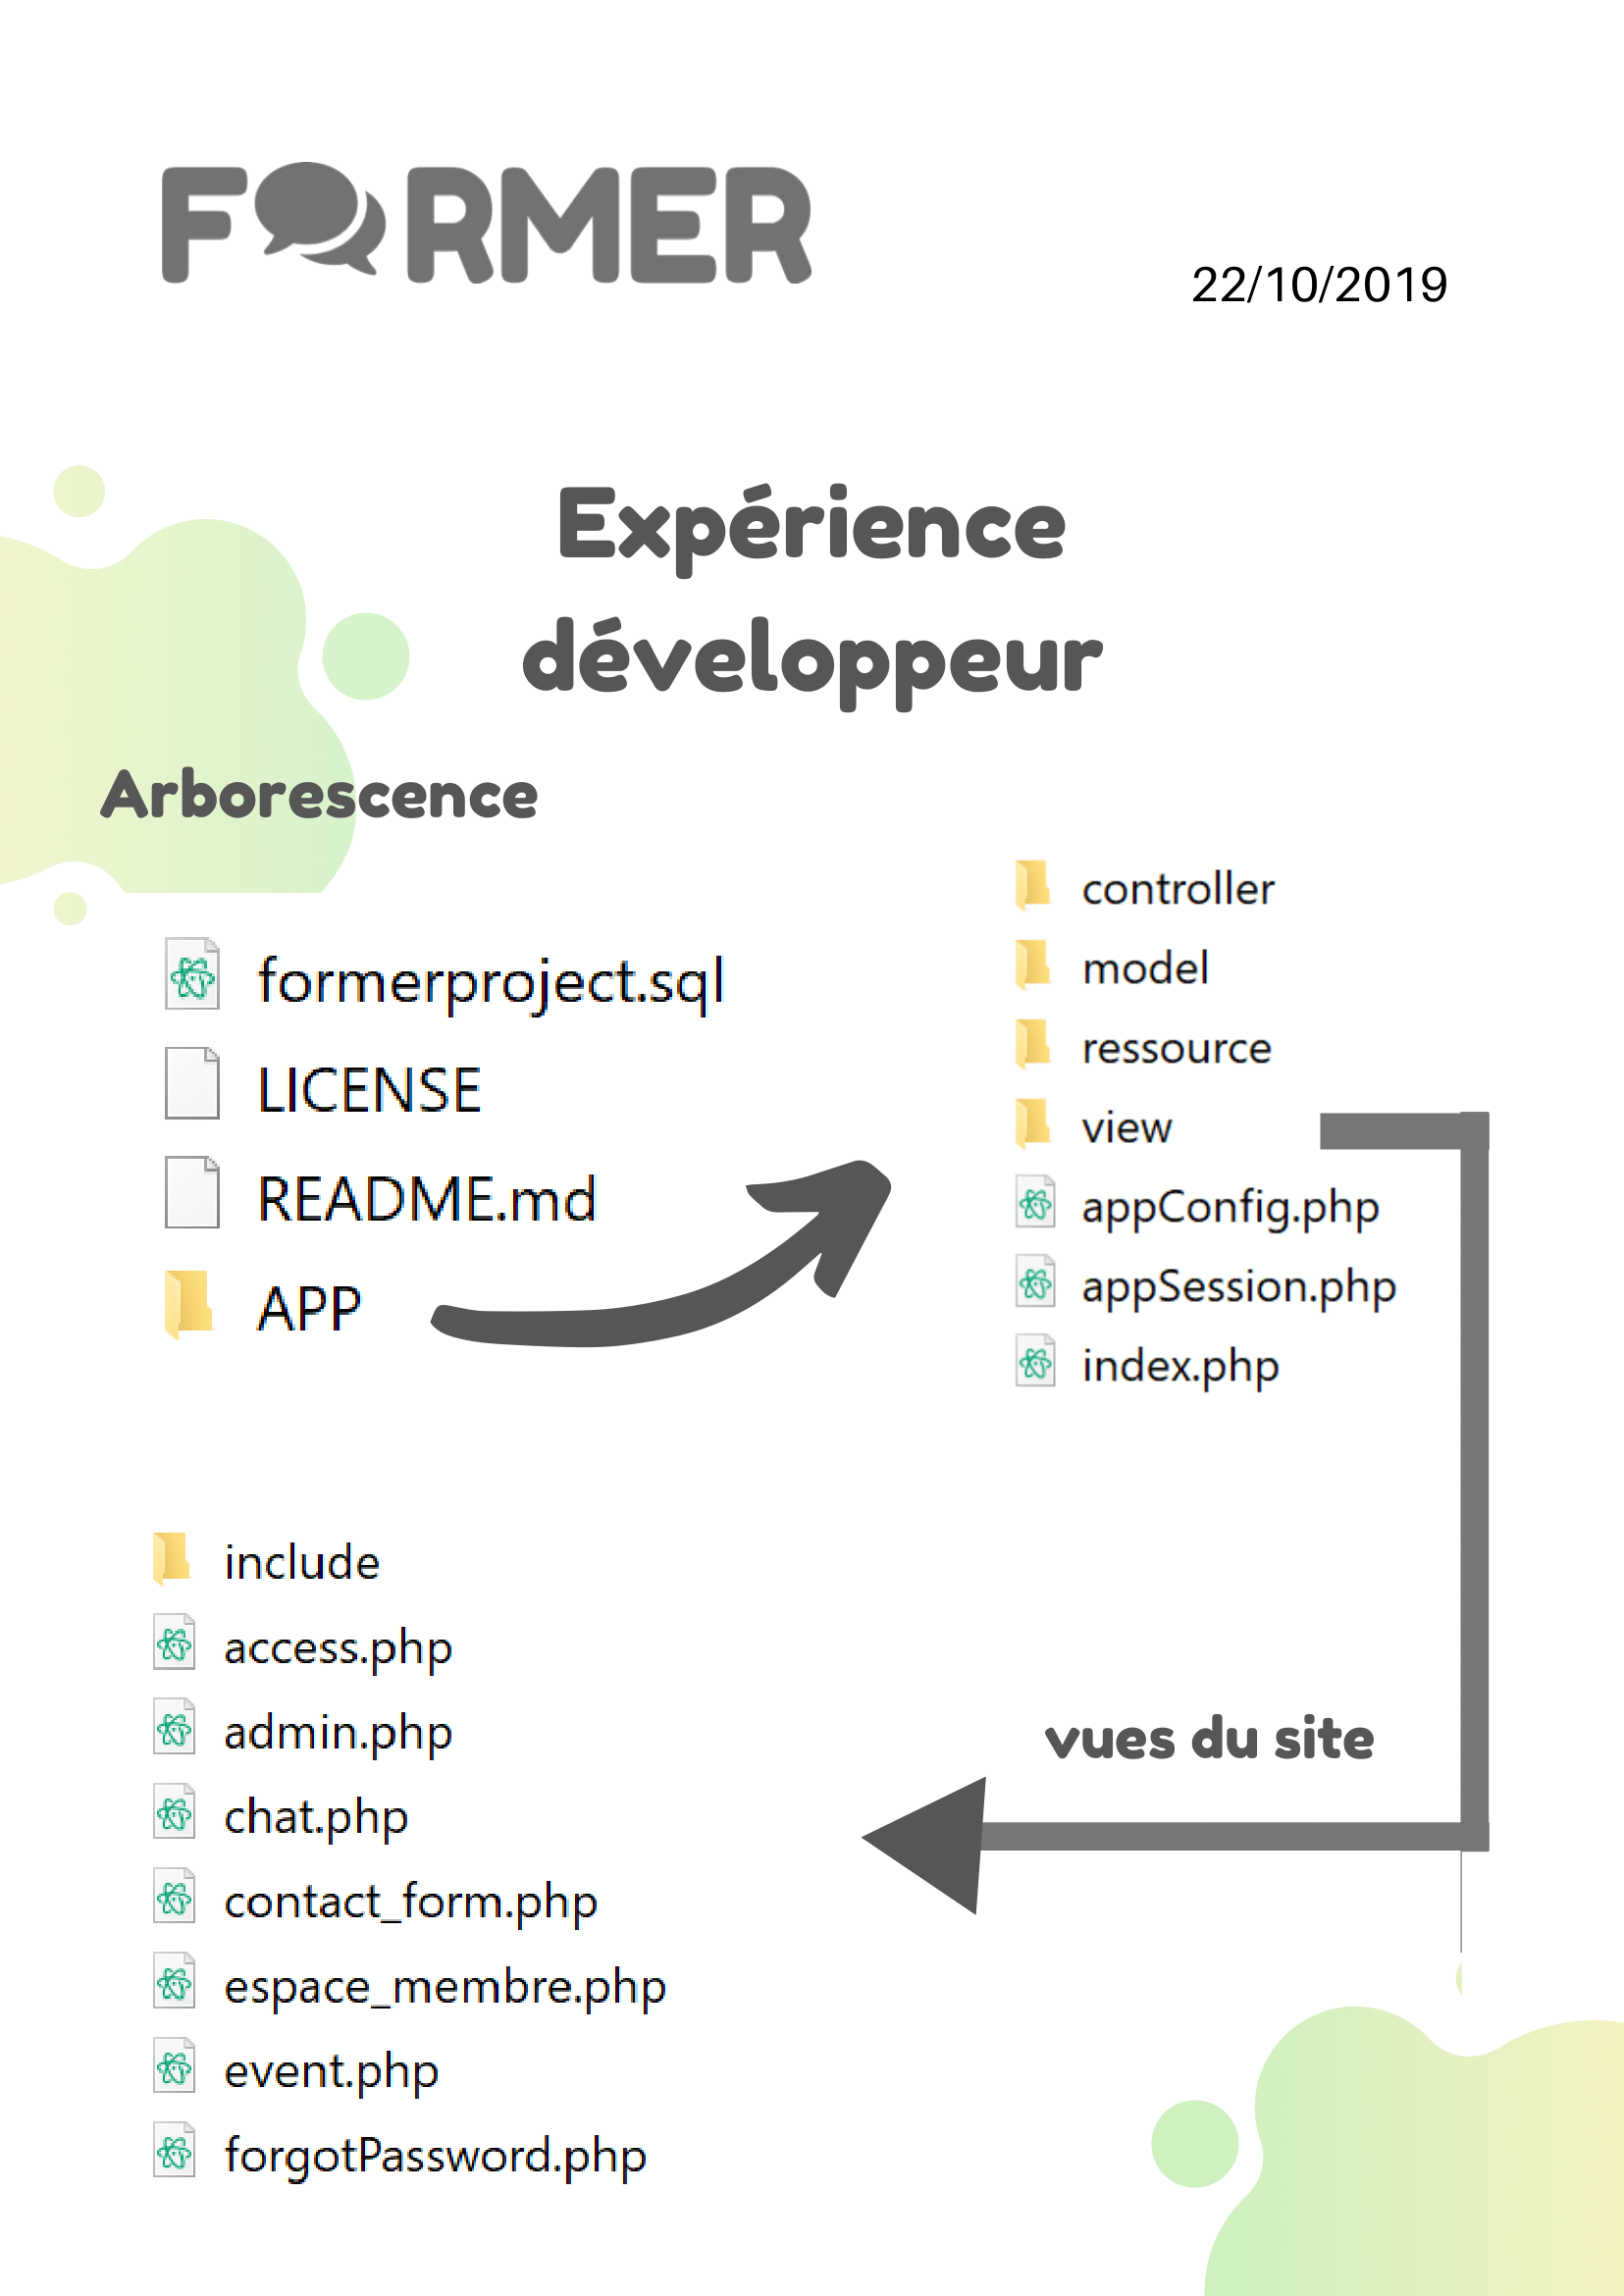 FORMER
22/10/2019
Expérience
développeur
Arborescence
formerproject.sql
LICENSE
README.md
APP
controller
model
ressource
view
appConfig.php
appSession.php
index.php
vues du site
include
access.php
admin.php
chat.php
contact_form.php
espace_membre.php
event.php
forgotPassword.php